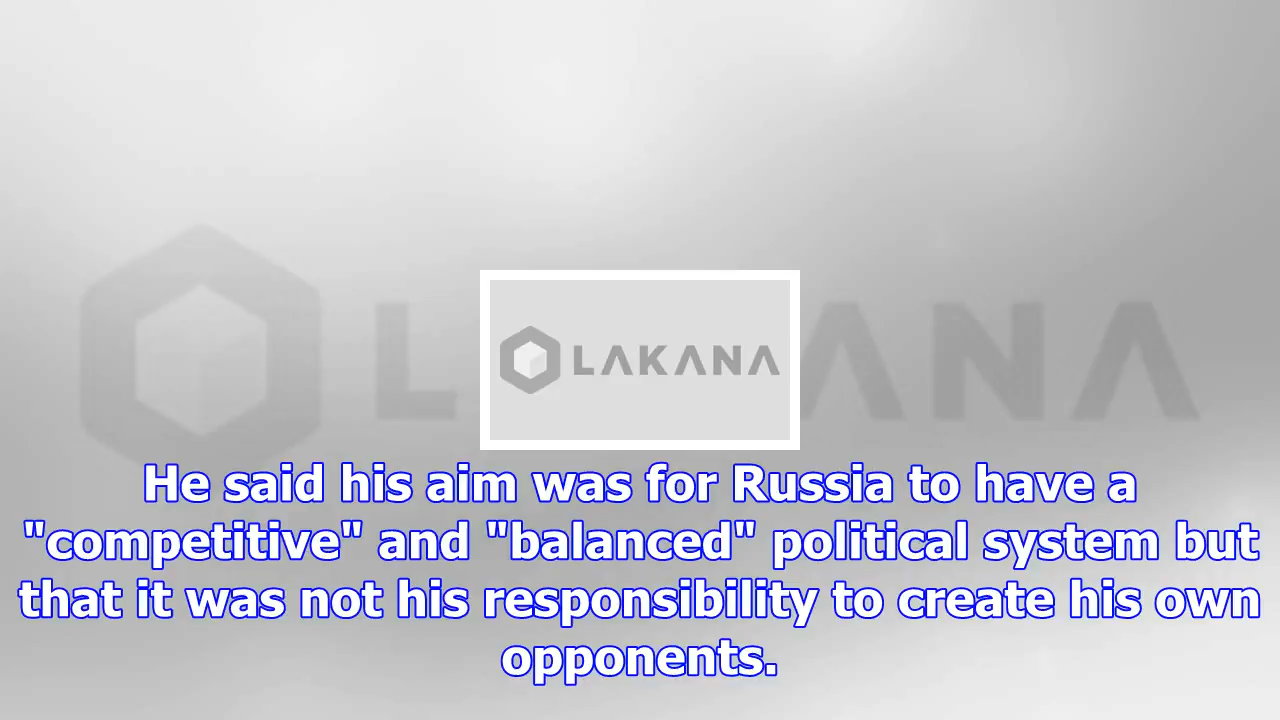 LAKANA
L ANA
He said his aim was for Russia to have a
"competitive" and "balanced" political system but
that it was not his responsibility to create his own
opponents.